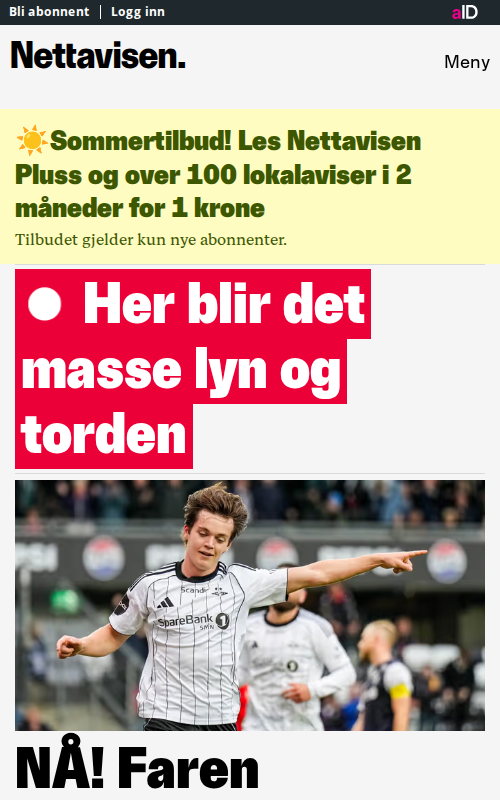 Bli abonnent
Logg inn
aID
Nettavisen.
Meny
Sommertilbud! Les Nettavisen
Pluss og over 100 lokalaviser i 2
måneder for 1 krone
Tilbudet gjelder kun nye abonnenter.
Her blir det
masse lyn og
torden
Scandi
SpareBank 1
SMN
NÅ! Faren